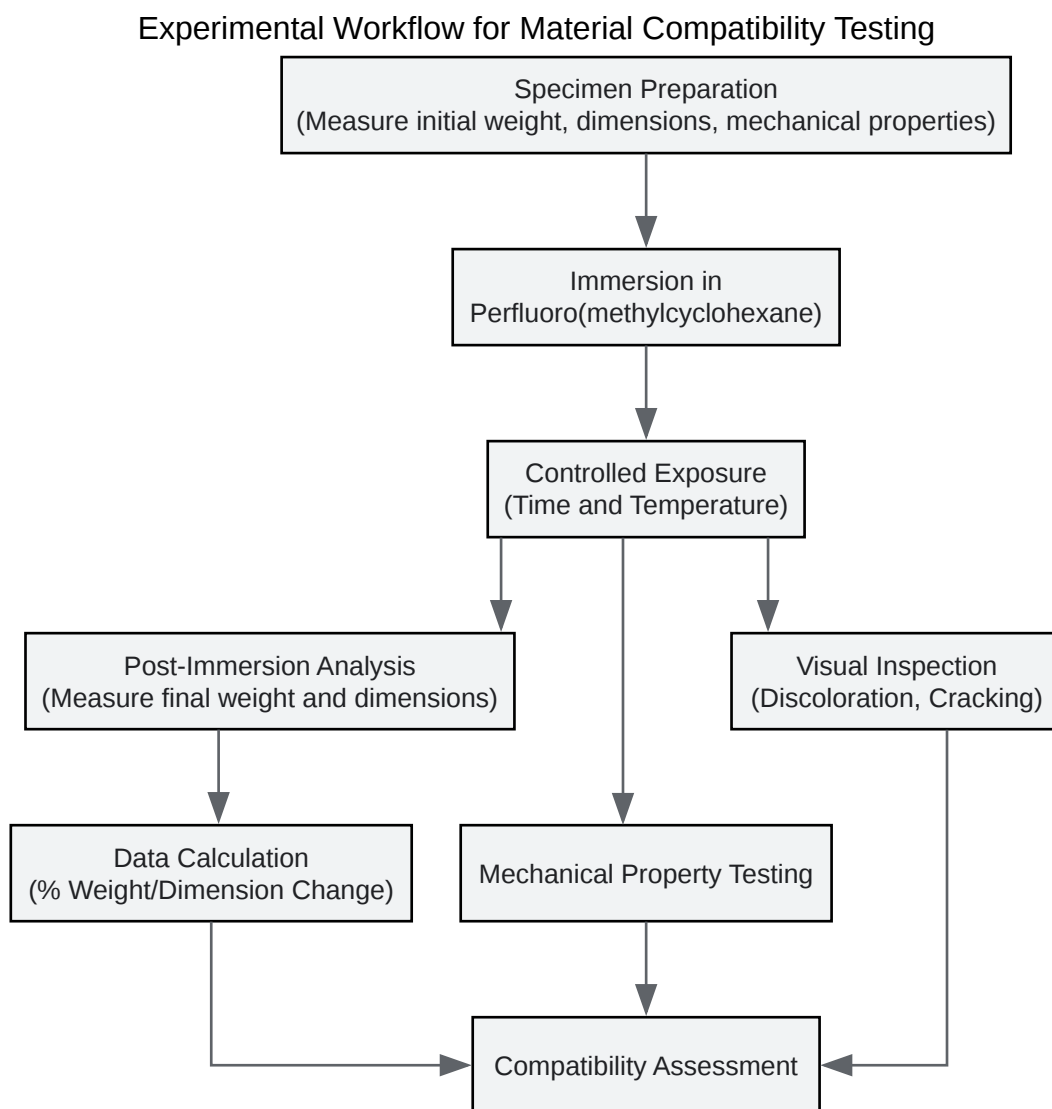 Experimental Workflow for Material Compatibility Testing
Specimen Preparation
(Measure initial weight, dimensions, mechanical properties)
Immersion in
Perfluoro(methylcyclohexane)
Controlled Exposure
(Time and Temperature)
Post-Immersion Analysis
(Measure final weight and dimensions)
Visual Inspection
(Discoloration, Cracking)
Data Calculation
(% Weight/Dimension Change)
Mechanical Property Testing
Compatibility Assessment